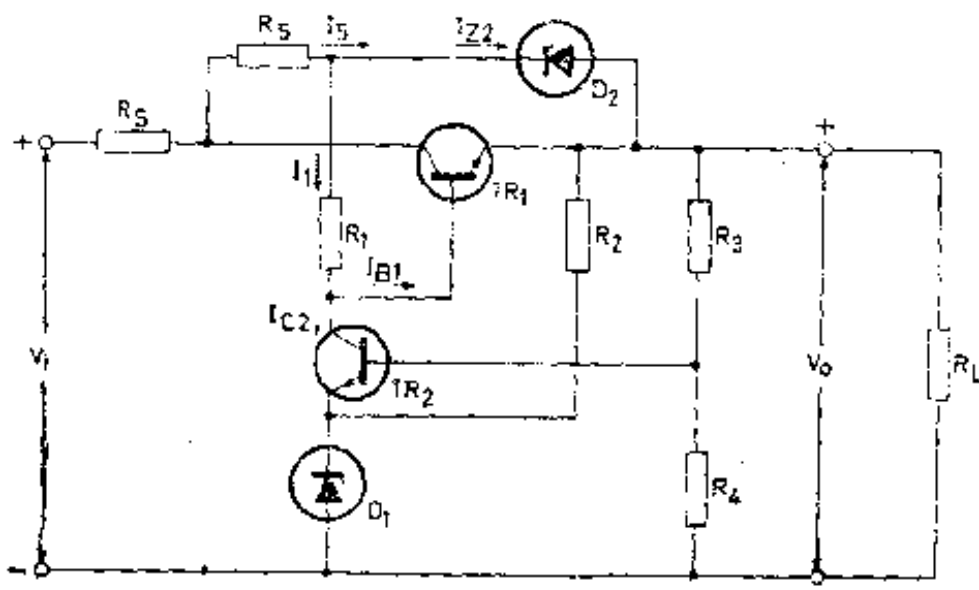 R5 I5 IZ2
D2
RS
+ +
I1 TR1
R1 R2 R3
IB1
IC2
Vi Vo RL
TR2
R4
D1
-